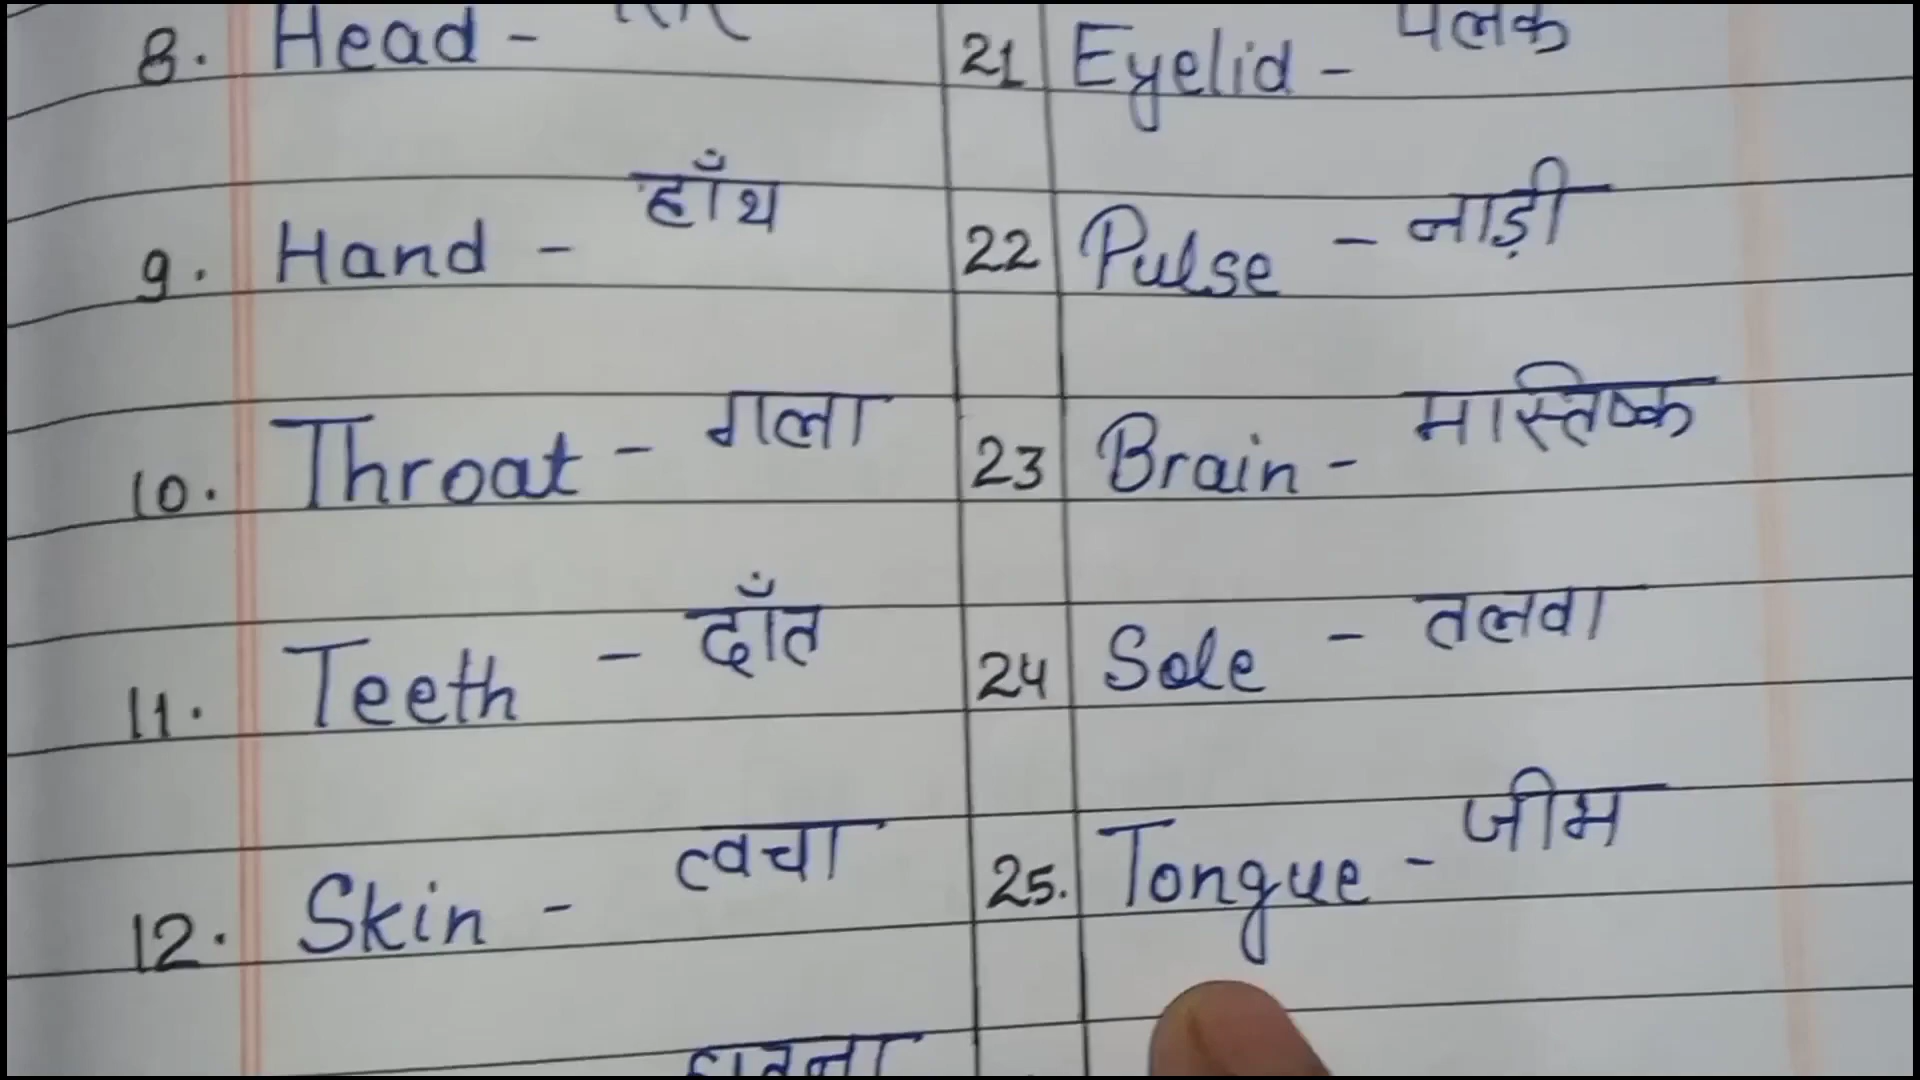 8. Head -
9. Hand - हाँथ
10. Throat - गला
11. Teeth - दाँत
12. Skin - त्वचा
21 Eyelid - पलक
22 Pulse - नाड़ी
23 Brain - मास्तिष्क
24 Sole - तलवा
25. Tongue - जीभ